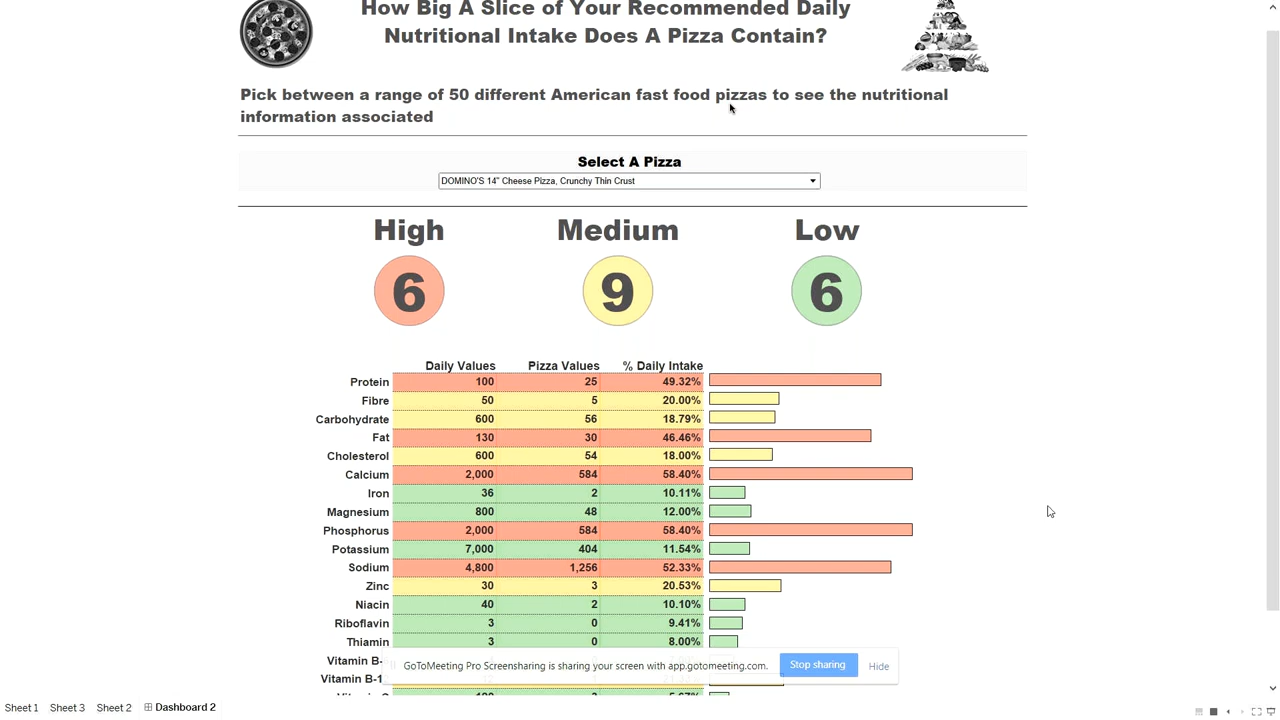 How Big A Slice of Your Recommended Daily
Nutritional Intake Does A Pizza Contain?
Pick between a range of 50 different American fast food pizzas to see the nutritional
information associated
Select A Pizza
DOMINO'S 14" Cheese Pizza, Crunchy Thin Crust
High Medium Low
6 9 6
Daily Values Pizza Values % Daily Intake
Protein 100 25 49.32%
Fibre 50 5 20.00%
Carbohydrate 600 56 18.79%
Fat 130 30 46.46%
Cholesterol 600 54 18.00%
Calcium 2,000 584 58.40%
Iron 36 2 10.11%
Magnesium 800 48 12.00%
Phosphorus 2,000 584 58.40%
Potassium 7,000 404 11.54%
Sodium 4,800 1,256 52.33%
Zinc 30 3 20.53%
Niacin 40 2 10.10%
Riboflavin 3 0 9.41%
Thiamin 3 0 8.00%
Vitamin B-
GoToMeeting Pro Screensharing is sharing your screen with app.gotomeeting.com. Stop sharing Hide
Vitamin B-1
Sheet 1 Sheet 3 Sheet 2 Dashboard 2